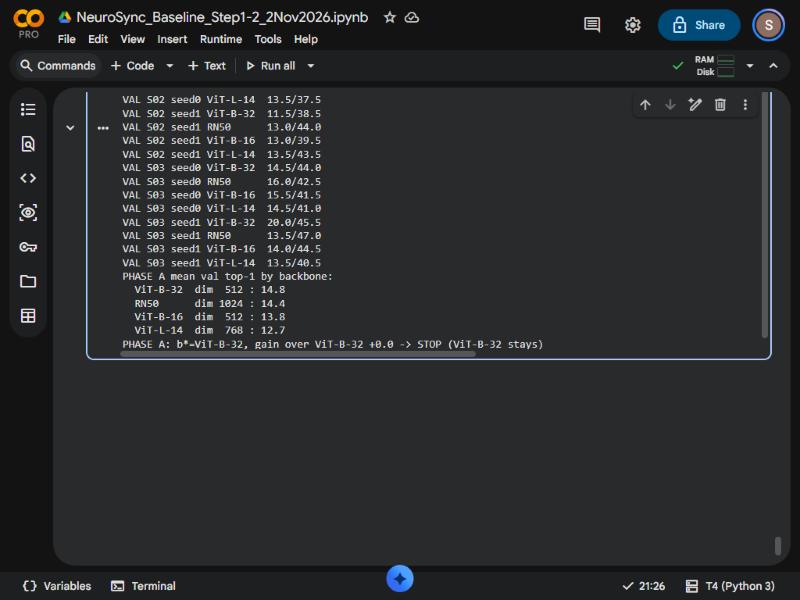 CO
PRO
NeuroSync_Baseline_Step1-2_2Nov2026.ipynb
File Edit View Insert Runtime Tools Help
Share
S
Commands + Code + Text Run all
RAM
Disk
VAL S02 seed0 ViT-L-14 13.5/37.5
VAL S02 seed1 ViT-B-32 11.5/38.5
VAL S02 seed1 RN50 13.0/44.0
VAL S02 seed1 ViT-B-16 13.0/39.5
VAL S02 seed1 ViT-L-14 13.5/43.5
VAL S03 seed0 ViT-B-32 14.5/44.0
VAL S03 seed0 RN50 16.0/42.5
VAL S03 seed0 ViT-B-16 15.5/41.5
VAL S03 seed0 ViT-L-14 14.5/41.0
VAL S03 seed1 ViT-B-32 20.0/45.5
VAL S03 seed1 RN50 13.5/47.0
VAL S03 seed1 ViT-B-16 14.0/44.5
VAL S03 seed1 ViT-L-14 13.5/40.5
PHASE A mean val top-1 by backbone:
ViT-B-32 dim 512 : 14.8
RN50 dim 1024 : 14.4
ViT-B-16 dim 512 : 13.8
ViT-L-14 dim 768 : 12.7
PHASE A: b*=ViT-B-32, gain over ViT-B-32 +0.0 -> STOP (ViT-B-32 stays)
{} Variables Terminal 21:26 T4 (Python 3)